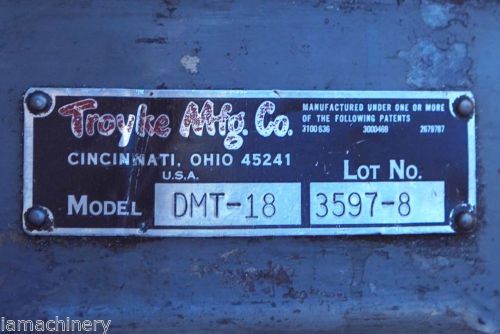 Troyke Mfg. Co.
MANUFACTURED UNDER ONE OR MORE
OF THE FOLLOWING PATENTS
3100636 3000469 2679787
CINCINNATI, OHIO 45241
U.S.A.
LOT NO.
MODEL DMT-18 3597-8
iamachinery